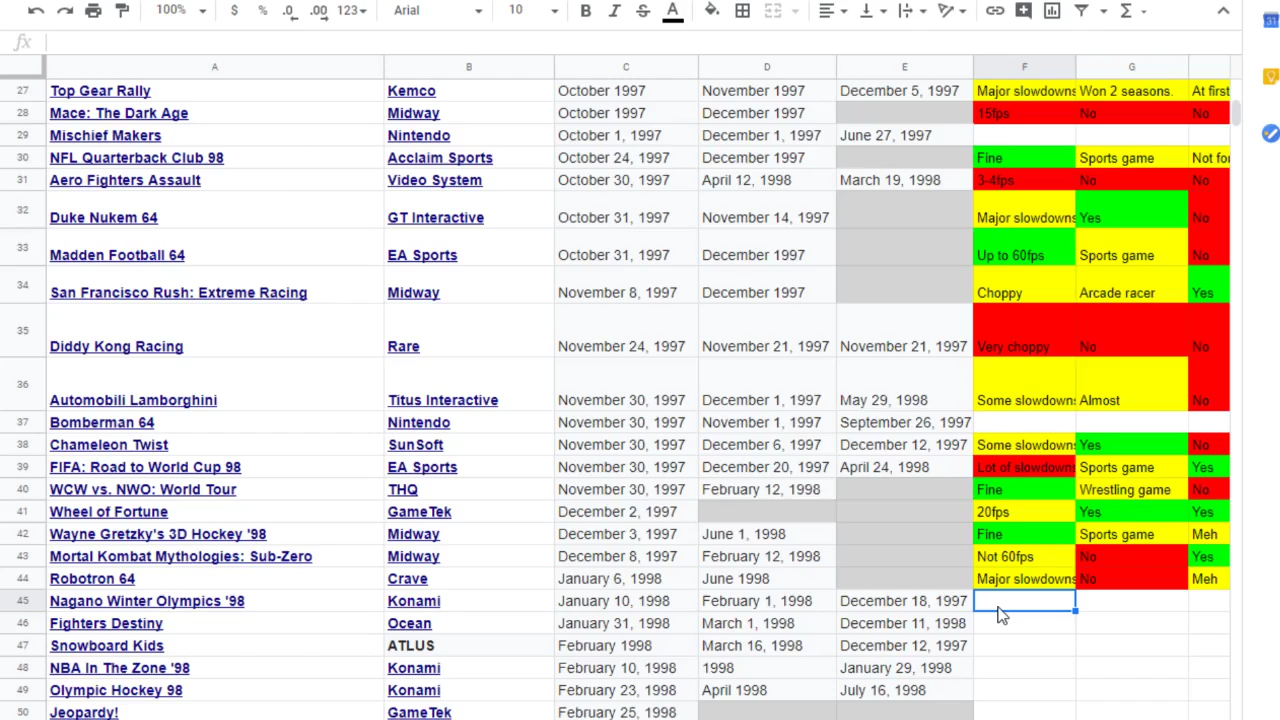 100% $ % .0 .00 123 Arial 10 B I S A Σ
fx
A B C D E F G
27 Top Gear Rally Kemco October 1997 November 1997 December 5, 1997 Major slowdowns Won 2 seasons. At first
28 Mace: The Dark Age Midway October 1997 December 1997 15fps No No
29 Mischief Makers Nintendo October 1, 1997 December 1, 1997 June 27, 1997
30 NFL Quarterback Club 98 Acclaim Sports October 24, 1997 December 1997 Fine Sports game Not for
31 Aero Fighters Assault Video System October 30, 1997 April 12, 1998 March 19, 1998 3-4fps No No
32 Duke Nukem 64 GT Interactive October 31, 1997 November 14, 1997 Major slowdowns Yes No
33 Madden Football 64 EA Sports October 31, 1997 December 1997 Up to 60fps Sports game No
34 San Francisco Rush: Extreme Racing Midway November 8, 1997 December 1997 Choppy Arcade racer Yes
35 Diddy Kong Racing Rare November 24, 1997 November 21, 1997 November 21, 1997 Very choppy No No
36 Automobili Lamborghini Titus Interactive November 30, 1997 December 1, 1997 May 29, 1998 Some slowdowns Almost No
37 Bomberman 64 Nintendo November 30, 1997 November 1, 1997 September 26, 1997
38 Chameleon Twist SunSoft November 30, 1997 December 6, 1997 December 12, 1997 Some slowdowns Yes No
39 FIFA: Road to World Cup 98 EA Sports November 30, 1997 December 20, 1997 April 24, 1998 Lot of slowdowns Sports game Yes
40 WCW vs. NWO: World Tour THQ November 30, 1997 February 12, 1998 Fine Wrestling game No
41 Wheel of Fortune GameTek December 2, 1997 20fps Yes Yes
42 Wayne Gretzky's 3D Hockey '98 Midway December 3, 1997 June 1, 1998 Fine Sports game Meh
43 Mortal Kombat Mythologies: Sub-Zero Midway December 8, 1997 February 12, 1998 Not 60fps No Yes
44 Robotron 64 Crave January 6, 1998 June 1998 Major slowdowns No Meh
45 Nagano Winter Olympics '98 Konami January 10, 1998 February 1, 1998 December 18, 1997
46 Fighters Destiny Ocean January 31, 1998 March 1, 1998 December 11, 1998
47 Snowboard Kids ATLUS February 1998 March 16, 1998 December 12, 1997
48 NBA In The Zone '98 Konami February 10, 1998 1998 January 29, 1998
49 Olympic Hockey 98 Konami February 23, 1998 April 1998 July 16, 1998
50 Jeopardy! GameTek February 25, 1998